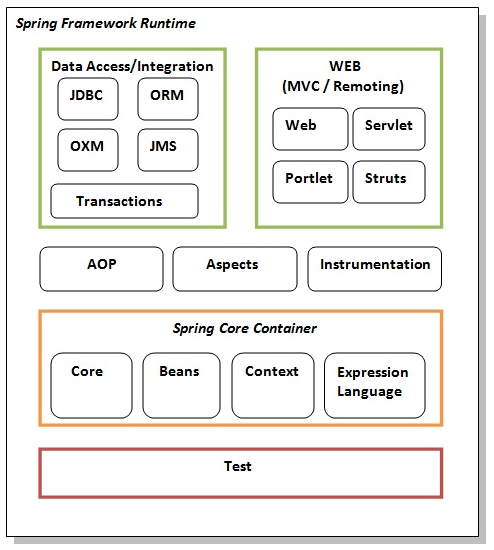 Spring Framework Runtime
Data Access/Integration
JDBC
ORM
OXM
JMS
Transactions
WEB
(MVC / Remoting)
Web
Servlet
Portlet
Struts
AOP
Aspects
Instrumentation
Spring Core Container
Core
Beans
Context
Expression
Language
Test